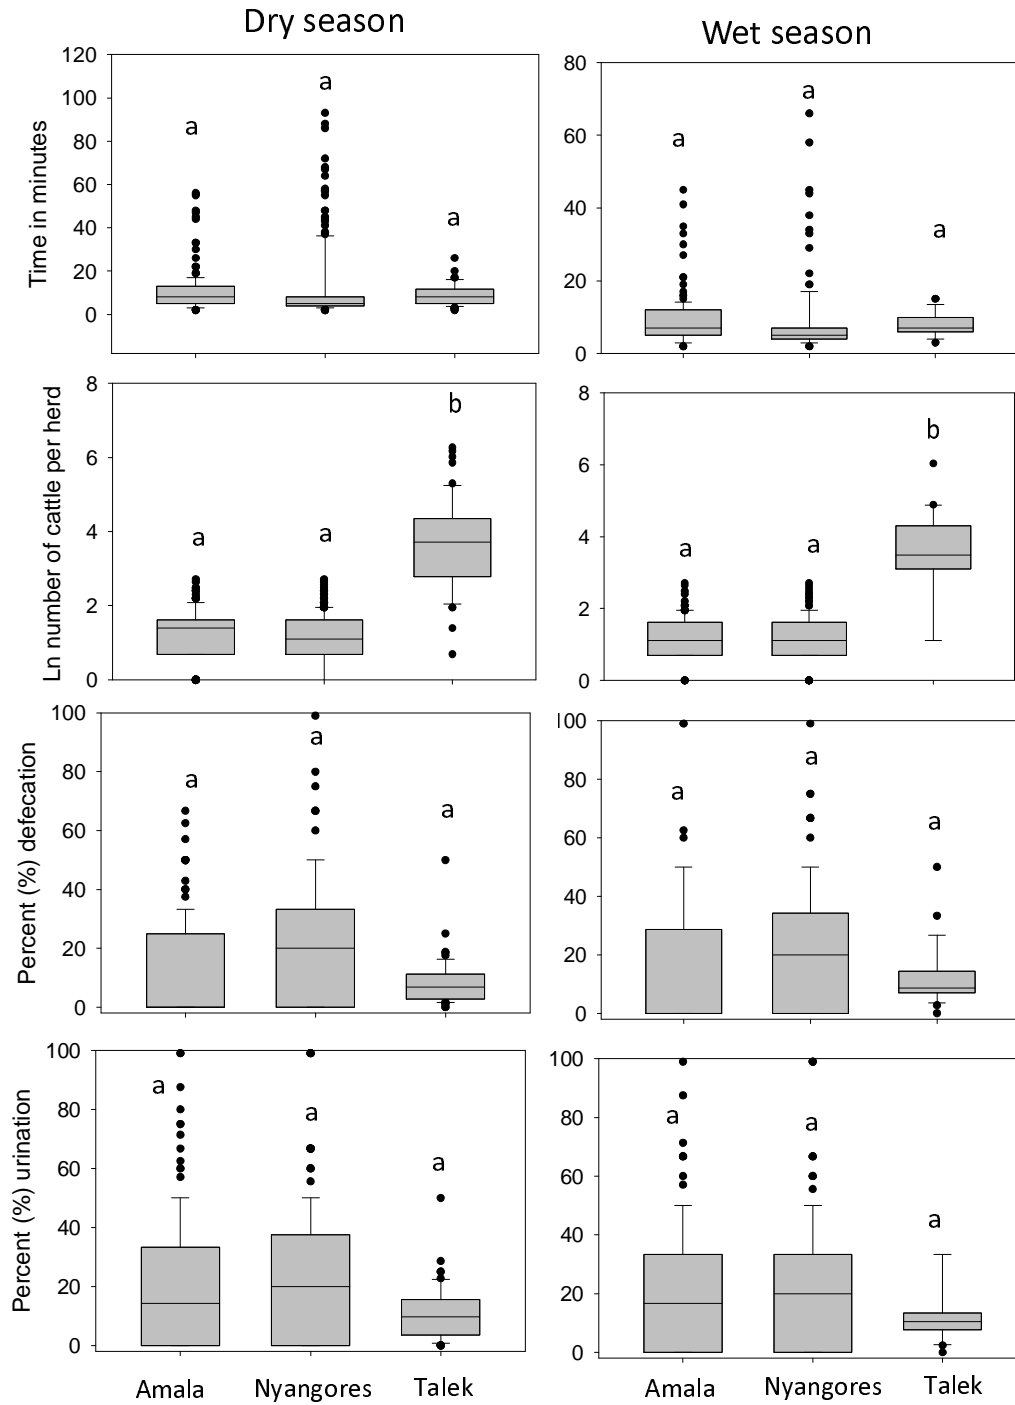 Dry season
Wet season
Time in minutes
120
100
80
60
40
20
0
a
a
a
80
60
40
20
0
a
a
a
Ln number of cattle per herd
8
6
4
2
0
a
a
b
8
6
4
2
0
a
a
b
Percent (%) defecation
100
80
60
40
20
0
a
a
a
100
80
60
40
20
0
a
a
a
Percent (%) urination
100
80
60
40
20
0
a
a
a
100
80
60
40
20
0
a
a
a
Amala Nyangores Talek
Amala Nyangores Talek